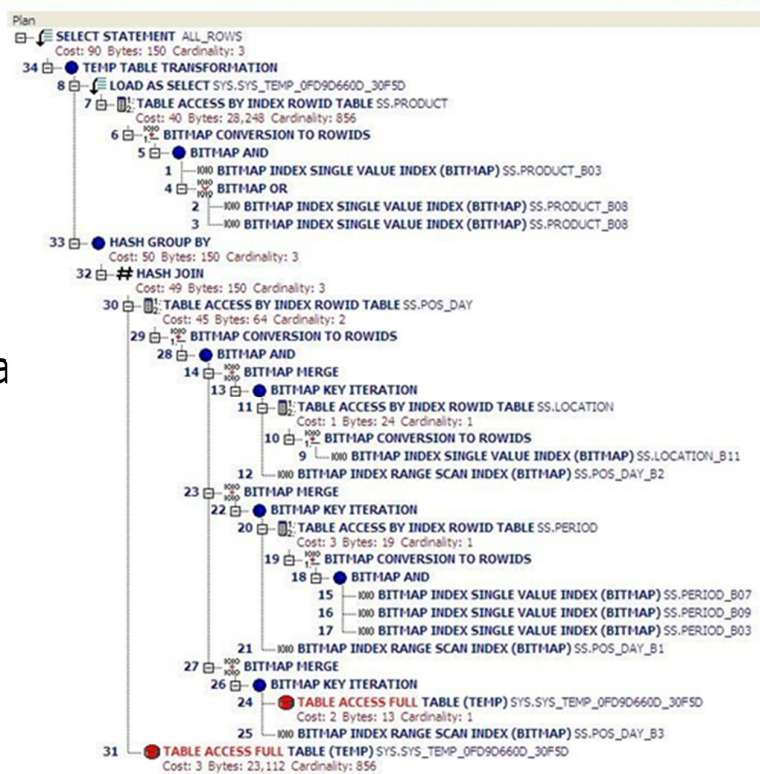 Plan
SELECT STATEMENT ALL_ROWS
Cost: 90 Bytes: 150 Cardinality: 3
34 TEMP TABLE TRANSFORMATION
8 LOAD AS SELECT SYS.SYS_TEMP_0FD9D660D_30F5D
7 TABLE ACCESS BY INDEX ROWID TABLE SS.PRODUCT
Cost: 40 Bytes: 28,248 Cardinality: 856
6 BITMAP CONVERSION TO ROWIDS
5 BITMAP AND
1 BITMAP INDEX SINGLE VALUE INDEX (BITMAP) SS.PRODUCT_B03
4 BITMAP OR
2 BITMAP INDEX SINGLE VALUE INDEX (BITMAP) SS.PRODUCT_B08
3 BITMAP INDEX SINGLE VALUE INDEX (BITMAP) SS.PRODUCT_B08
33 HASH GROUP BY
Cost: 50 Bytes: 150 Cardinality: 3
32 HASH JOIN
Cost: 49 Bytes: 150 Cardinality: 3
30 TABLE ACCESS BY INDEX ROWID TABLE SS.POS_DAY
Cost: 45 Bytes: 64 Cardinality: 2
29 BITMAP CONVERSION TO ROWIDS
28 BITMAP AND
a
14 BITMAP MERGE
13 BITMAP KEY ITERATION
11 TABLE ACCESS BY INDEX ROWID TABLE SS.LOCATION
Cost: 1 Bytes: 24 Cardinality: 1
10 BITMAP CONVERSION TO ROWIDS
9 BITMAP INDEX SINGLE VALUE INDEX (BITMAP) SS.LOCATION_B11
12 BITMAP INDEX RANGE SCAN INDEX (BITMAP) SS.POS_DAY_B2
23 BITMAP MERGE
22 BITMAP KEY ITERATION
20 TABLE ACCESS BY INDEX ROWID TABLE SS.PERIOD
Cost: 3 Bytes: 19 Cardinality: 1
19 BITMAP CONVERSION TO ROWIDS
18 BITMAP AND
15 BITMAP INDEX SINGLE VALUE INDEX (BITMAP) SS.PERIOD_B07
16 BITMAP INDEX SINGLE VALUE INDEX (BITMAP) SS.PERIOD_B09
17 BITMAP INDEX SINGLE VALUE INDEX (BITMAP) SS.PERIOD_B03
21 BITMAP INDEX RANGE SCAN INDEX (BITMAP) SS.POS_DAY_B1
27 BITMAP MERGE
26 BITMAP KEY ITERATION
24 TABLE ACCESS FULL TABLE (TEMP) SYS.SYS_TEMP_0FD9D660D_30F5D
Cost: 2 Bytes: 13 Cardinality: 1
25 BITMAP INDEX RANGE SCAN INDEX (BITMAP) SS.POS_DAY_B3
31 TABLE ACCESS FULL TABLE (TEMP) SYS.SYS_TEMP_0FD9D660D_30F5D
Cost: 3 Bytes: 23,112 Cardinality: 856